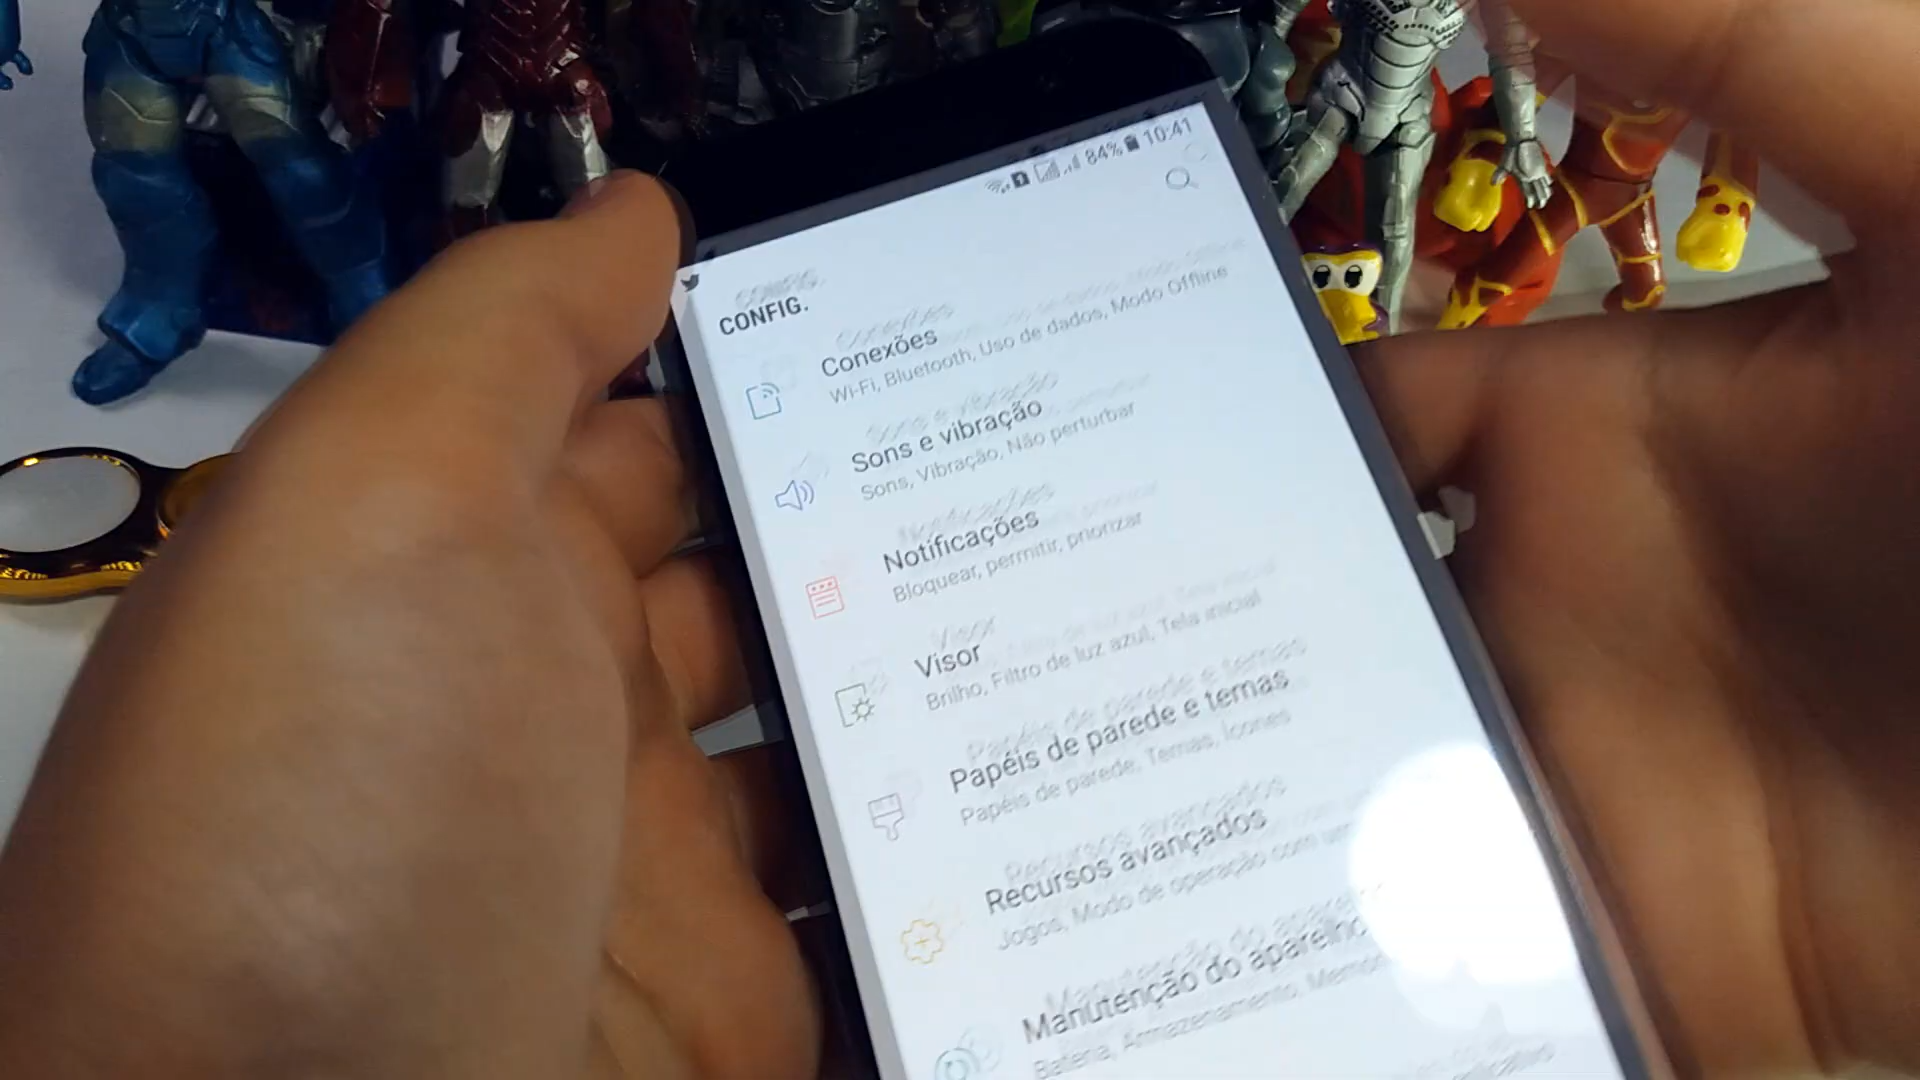 84% 10:41
CONFIG.
Conexões
Wi-Fi, Bluetooth, Uso de dados, Modo Offline
Sons e vibração
Sons, Vibração, Não perturbar
Notificações
Bloquear, permitir, priorizar
Visor
Brilho, Filtro de luz azul, Tela inicial
Papéis de parede e temas
Papéis de parede, Temas, Ícones
Recursos avançados
Jogos, Modo de operação com
Manutenção do aparelho
Bateria, Armazenamento,